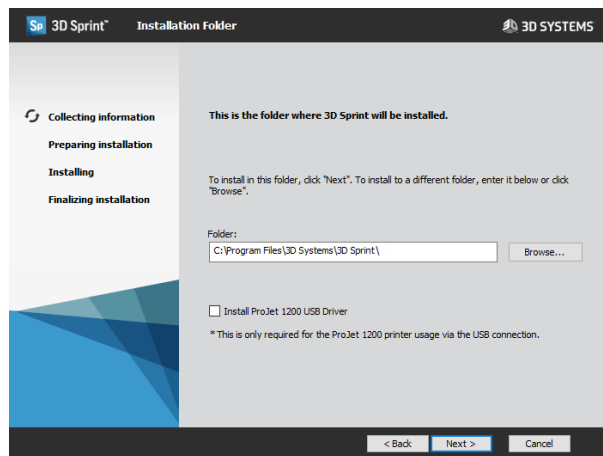 Sp 3D Sprint™ Installation Folder 3D SYSTEMS
Collecting information
Preparing installation
Installing
Finalizing installation
This is the folder where 3D Sprint will be installed.
To install in this folder, click "Next". To install to a different folder, enter it below or click
"Browse".
Folder:
C:\Program Files\3D Systems\3D Sprint\
Browse...
Install ProJet 1200 USB Driver
* This is only required for the ProJet 1200 printer usage via the USB connection.
< Back Next > Cancel